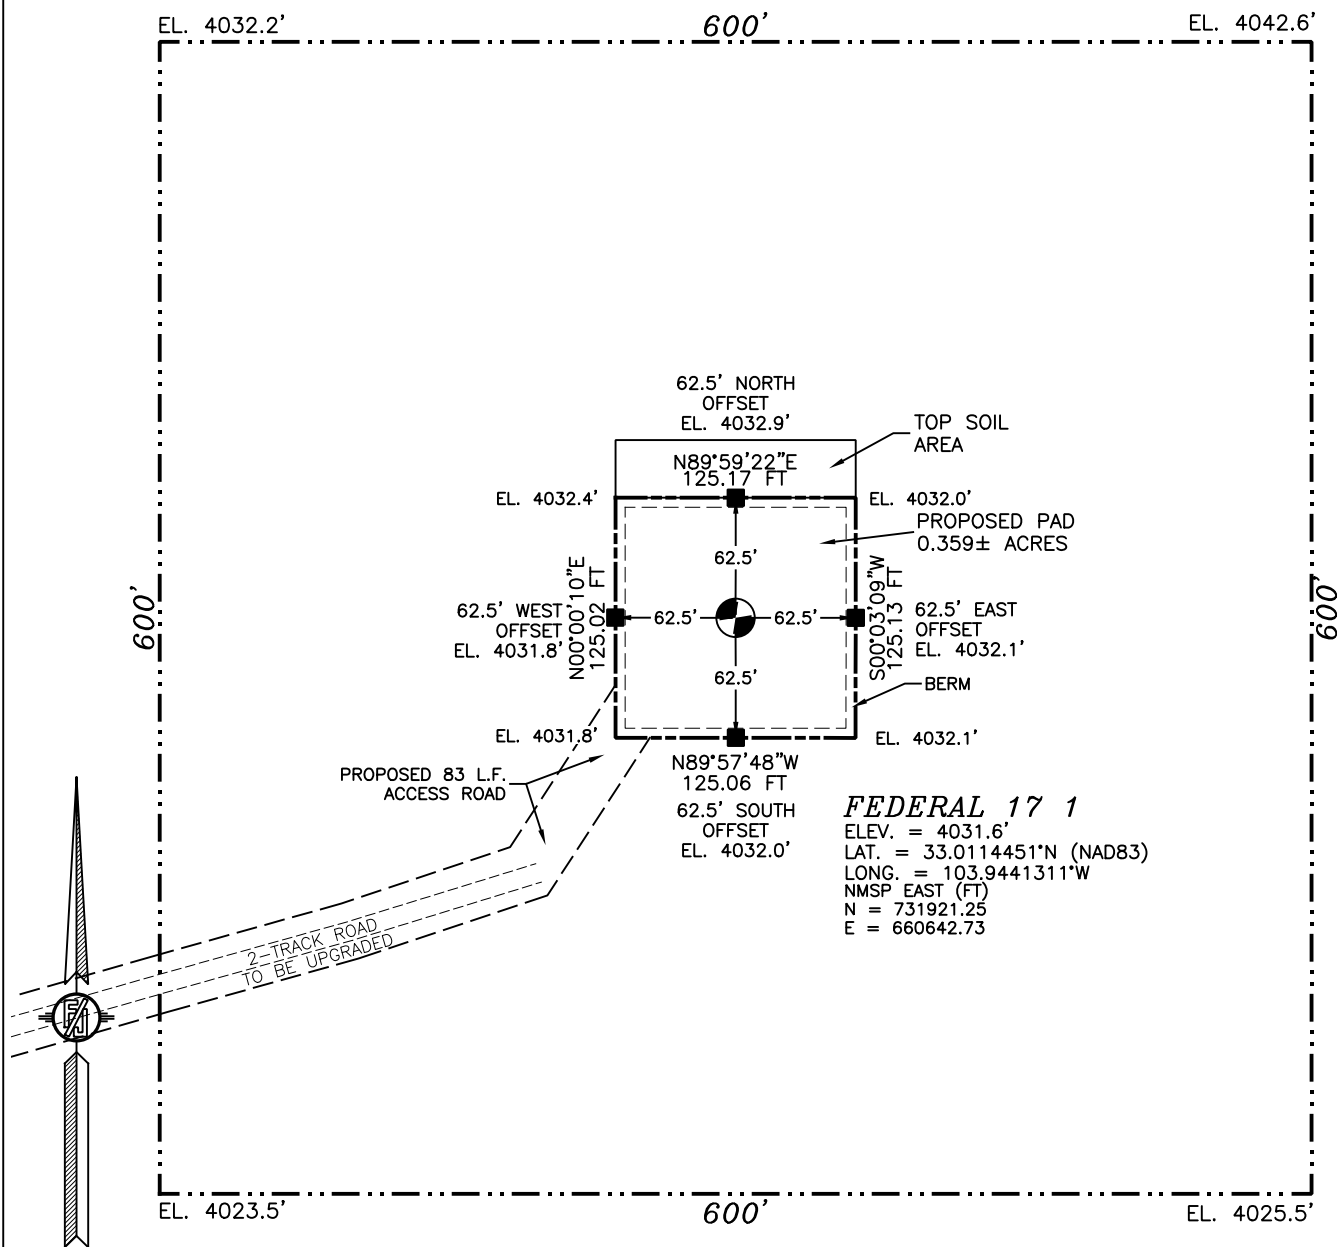 EL. 4032.2'
600'
EL. 4042.6'
62.5' NORTH
OFFSET
EL. 4032.9'
TOP SOIL
AREA
N89°59'22"E
125.17 FT
EL. 4032.4'
EL. 4032.0'
PROPOSED PAD
0.359± ACRES
62.5'
600'
62.5' WEST
OFFSET
EL. 4031.8'
N00°00'10"E
125.02 FT
62.5'
62.5'
S00°03'09"W
125.13 FT
62.5' EAST
OFFSET
EL. 4032.1'
600'
62.5'
BERM
EL. 4031.8'
EL. 4032.1'
N89°57'48"W
125.06 FT
PROPOSED 83 L.F.
ACCESS ROAD
62.5' SOUTH
OFFSET
EL. 4032.0'
FEDERAL 17 1
ELEV. = 4031.6'
LAT. = 33.0114451°N (NAD83)
LONG. = 103.9441311°W
NMSP EAST (FT)
N = 731921.25
E = 660642.73
2-TRACK ROAD
TO BE UPGRADED
EL. 4023.5'
600'
EL. 4025.5'